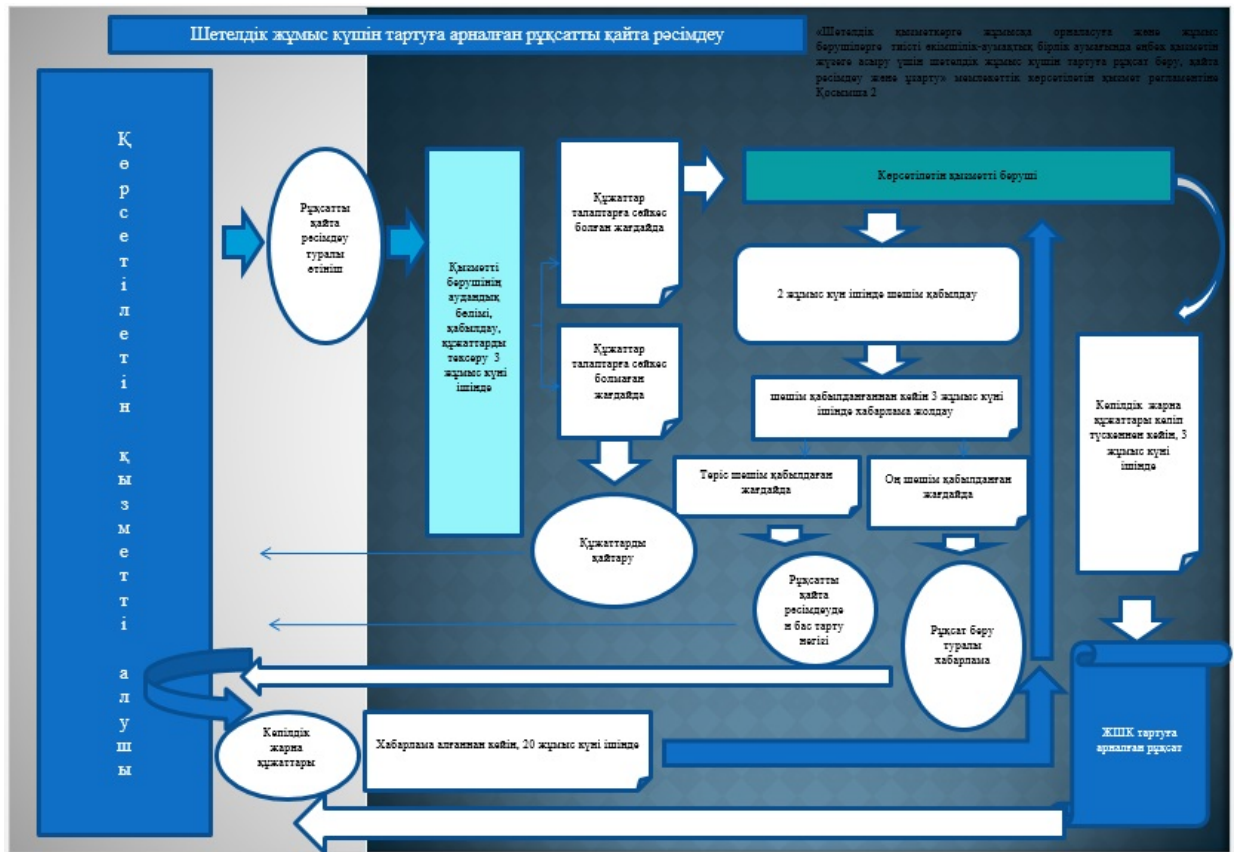 Шетелдік жұмыс күшін тартуға арналған рұқсатты қайта рәсімдеу
«Шетелдік қызметкерге жұмысқа орналасуға және жұмыс
берушілерге тиісті әкімшілік-аумақтық бірлік аумағында еңбек қызметін
жүзеге асыру үшін шетелдік жұмыс күшін тартуға рұқсат беру, қайта
ресімдеу және ұзарту» мемлекеттік көрсетілетін қызмет регламентіне
Қосымша 2
Көрсетілетін қызметті алушы
Рұқсатты
қайта
ресімдеу
туралы
өтініш
Қызметті
берушінің
аудандық
бөлімі,
қабылдау,
құжаттарды
тексеру 3
жұмыс күні
ішінде
Құжаттар
талаптарға сәйкес
болған жағдайда
Құжаттар
талаптарға сәйкес
болмаған
жағдайда
Құжаттарды
қайтару
Көрсетілетін қызметті беруші
2 жұмыс күн ішінде шешім қабылдау
шешім қабылданғаннан кейін 3 жұмыс күні
ішінде хабарлама жолдау
Теріс шешім қабылдаған
жағдайда
Оң шешім қабылданған
жағдайда
Рұқсатты
қайта
ресімдеуде
н бас тарту
негізі
Рұқсат беру
туралы
хабарлама
Кепілдік жарна
құжаттары келіп
түскеннен кейін, 3
жұмыс күні
ішінде
Кепілдік
жарна
құжаттары
Хабарлама алғаннан кейін, 20 жұмыс күні ішінде
ЖШК тартуға
арналған рұқсат